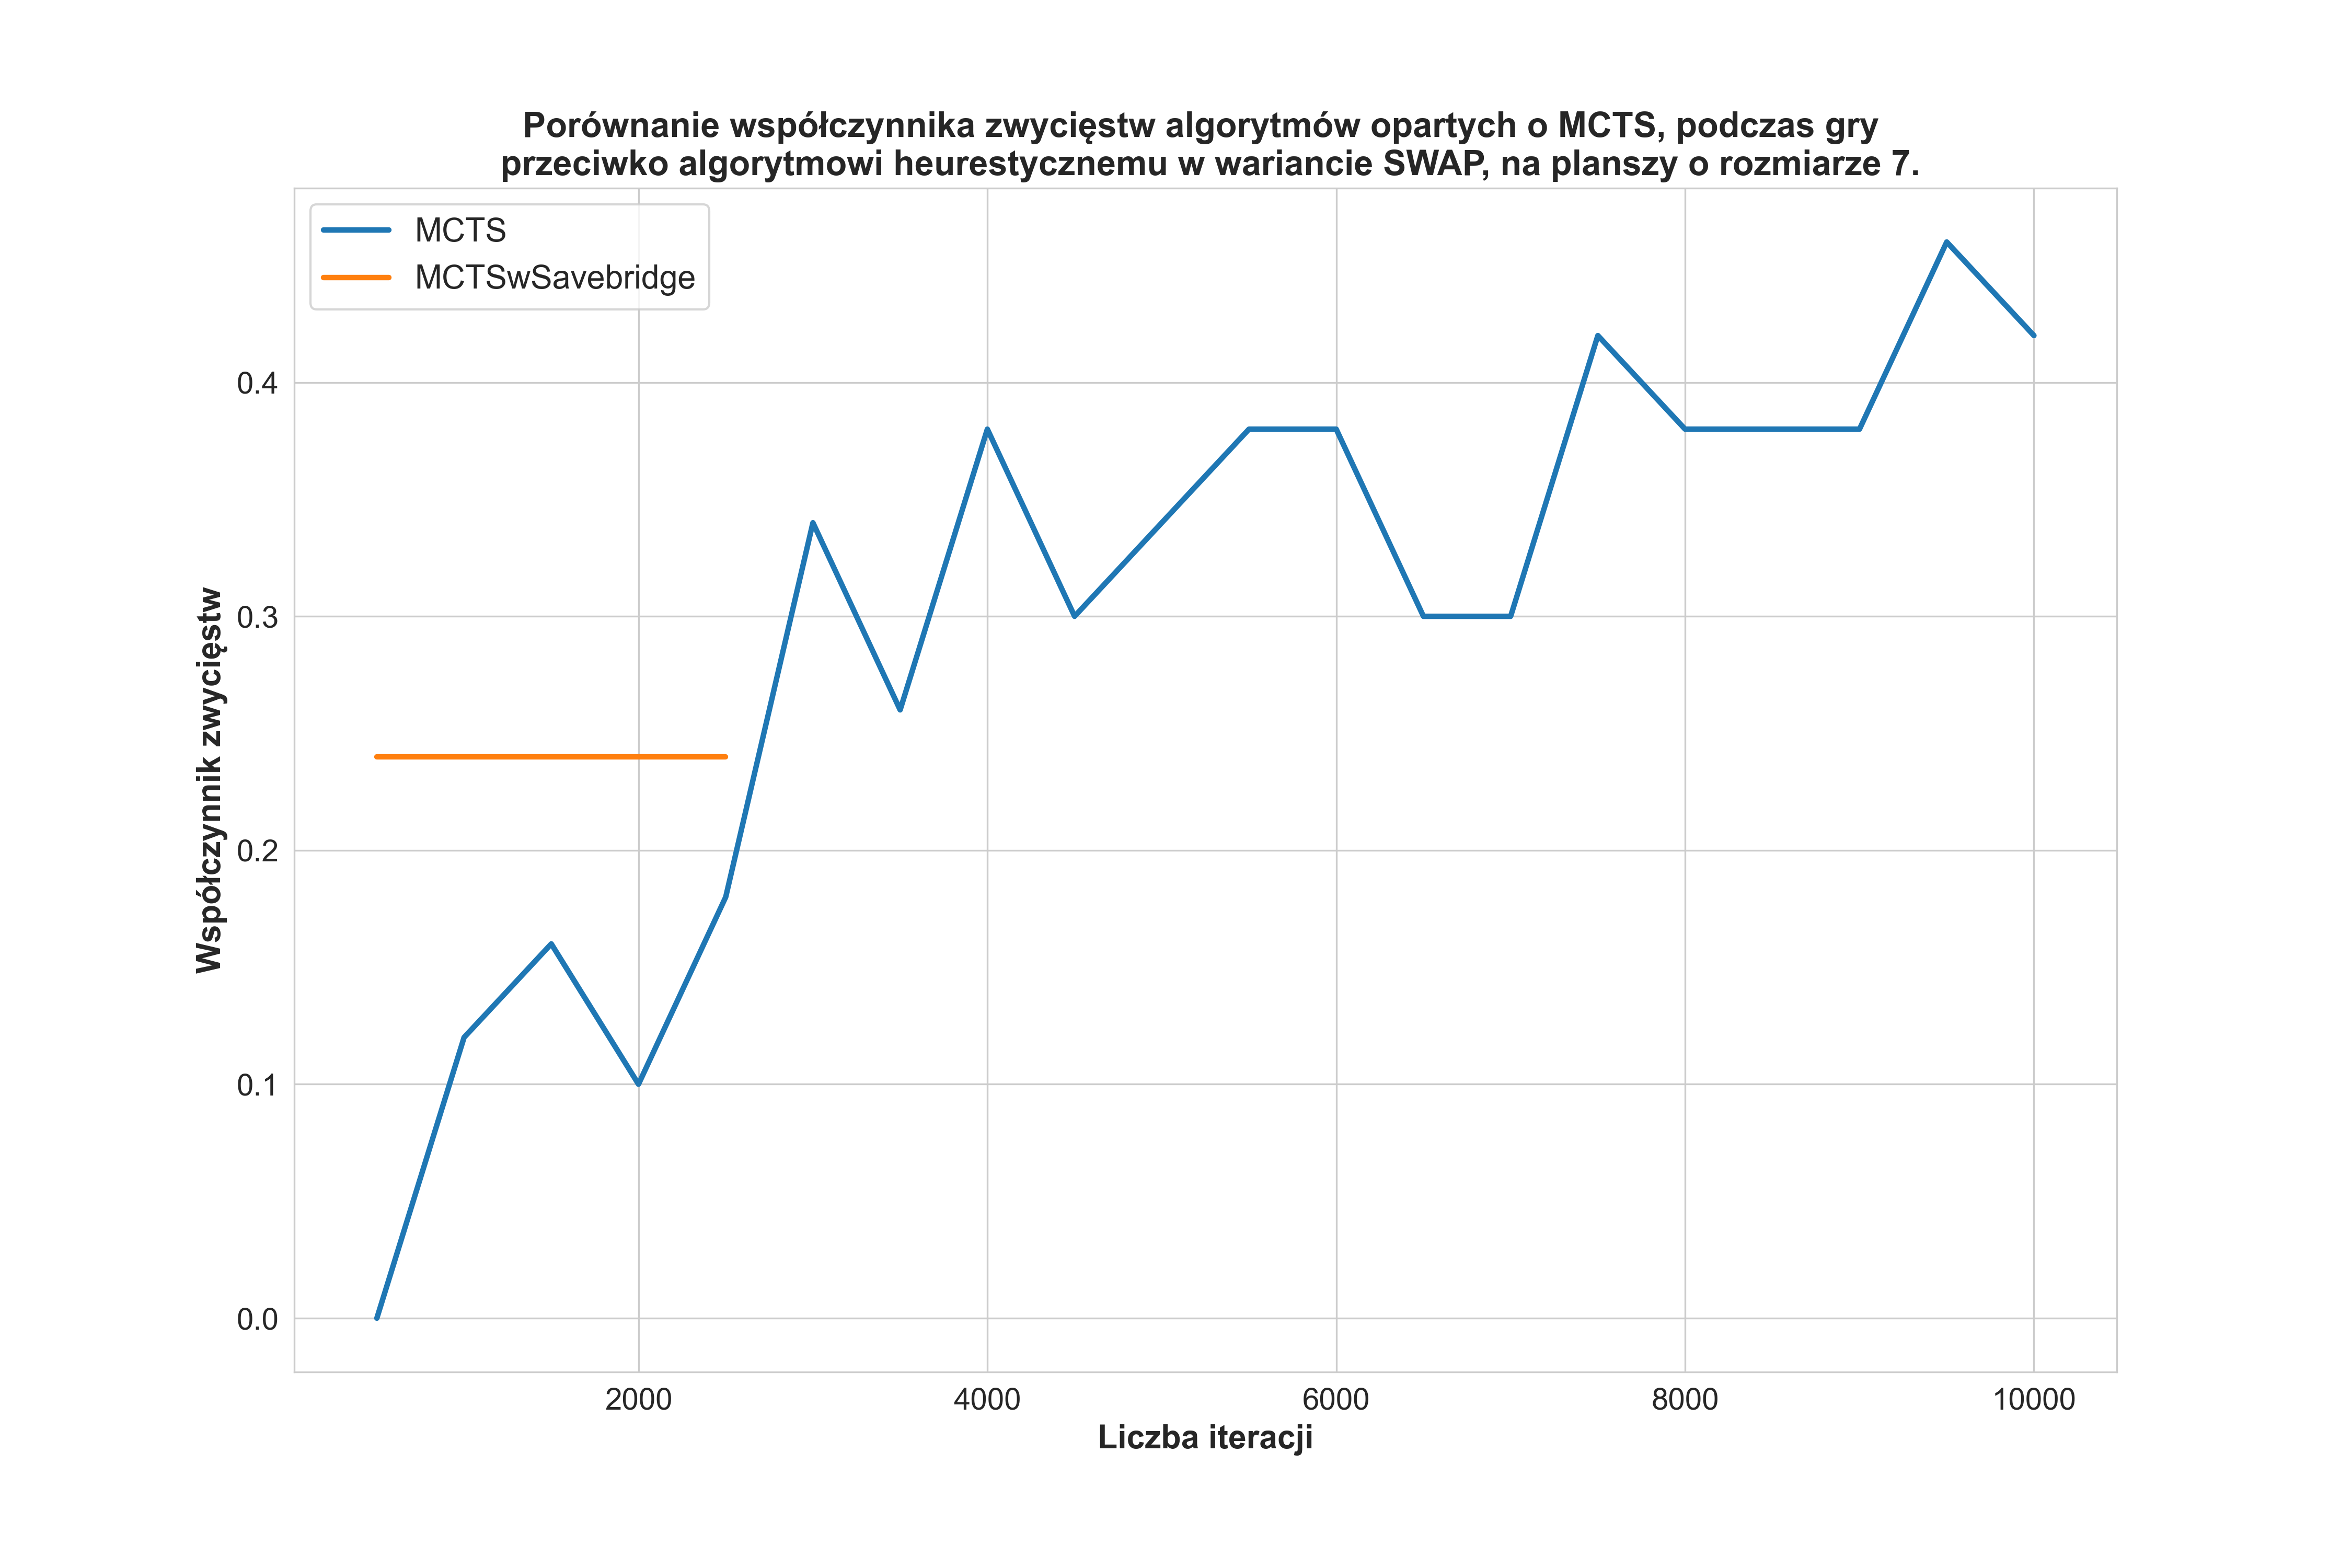 Porównanie współczynnika zwycięstw algorytmów opartych o MCTS, podczas gry
przeciwko algorytmowi heurestycznemu w wariancie SWAP, na planszy o rozmiarze 7.
MCTS
MCTSwSavebridge
Współczynnik zwycięstw
0.4
0.3
0.2
0.1
0.0
2000 4000 6000 8000 10000
Liczba iteracji